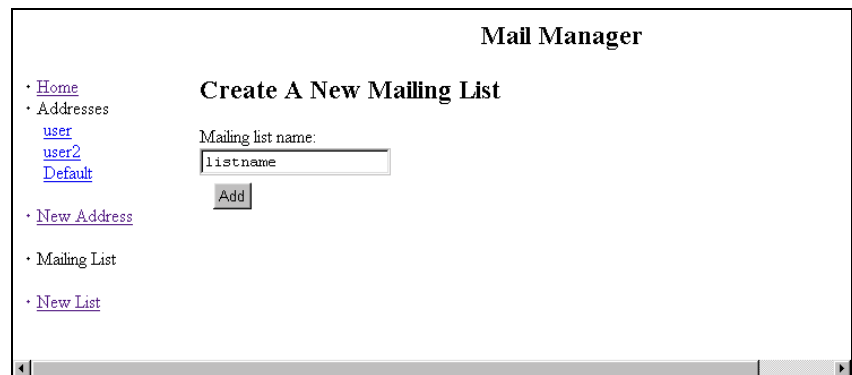 Mail Manager
Home
Addresses
user
user2
Default
New Address
Mailing List
New List
Create A New Mailing List
Mailing list name:
listname
Add